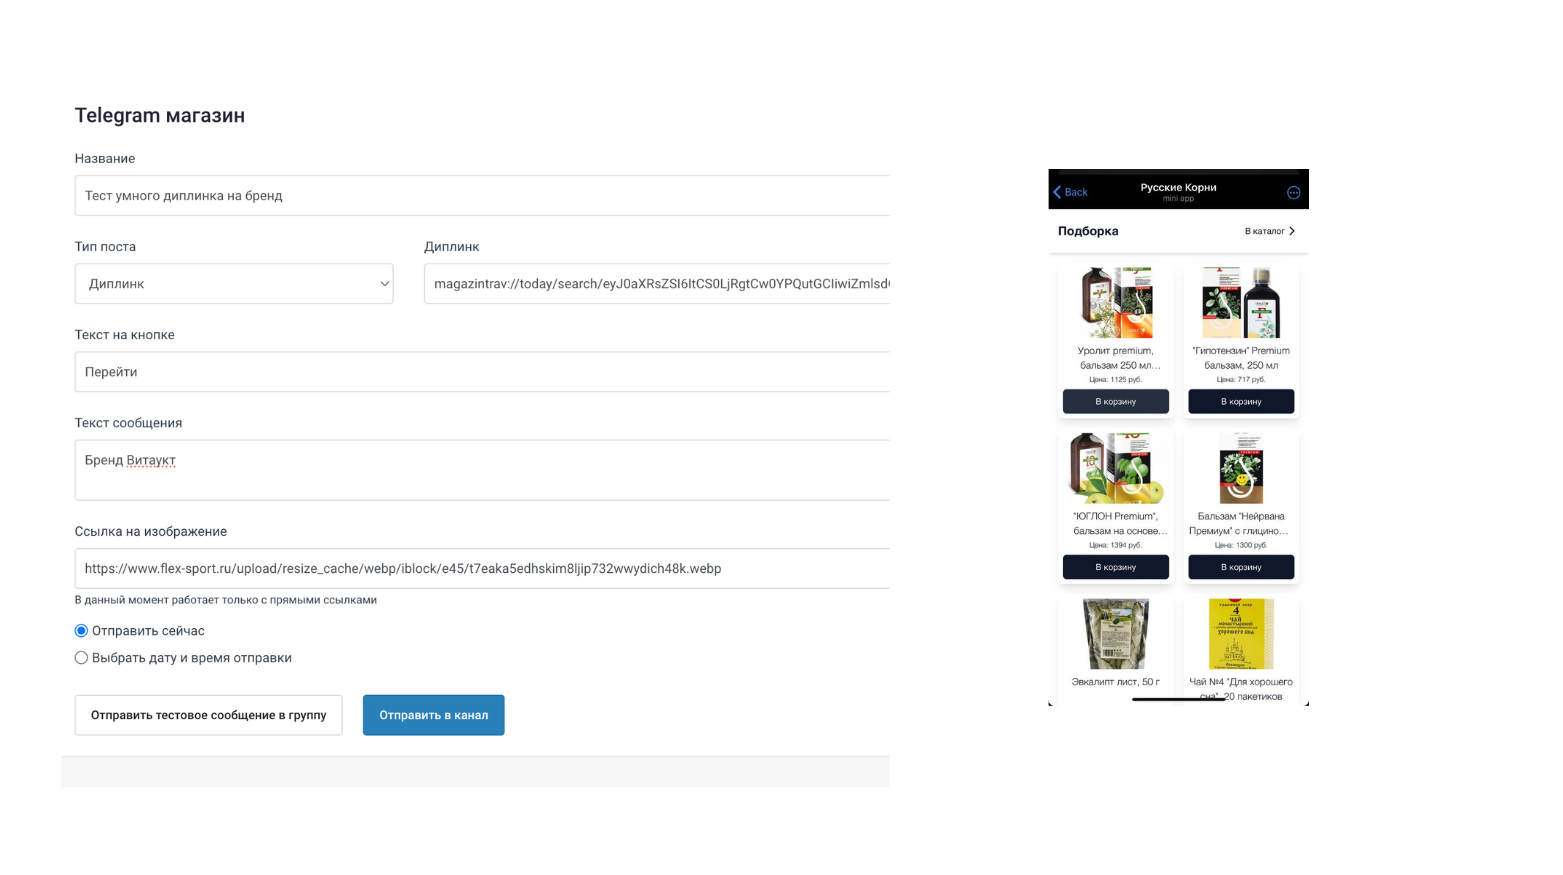 Telegram магазин
Название
Тест умного диплинка на бренд
Тип поста
Диплинк
Диплинк
magazintrav://today/search/eyJ0aXRsZSI6ItCS0LjRgtCw0YPQutGCIiwiZmlsd
Текст на кнопке
Перейти
Текст сообщения
Бренд Витаукт
Ссылка на изображение
https://www.flex-sport.ru/upload/resize_cache/webp/iblock/e45/t7eaka5edhskim8ljip732wwydich48k.webp
В данный момент работает только с прямыми ссылками
Отправить сейчас
Выбрать дату и время отправки
Отправить тестовое сообщение в группу
Отправить в канал
Back
Русские Корни
mini app
Подборка
В каталог
Уролит premium,
бальзам 250 мл...
Цена: 1125 руб.
В корзину
"Гипотензин" Premium
бальзам, 250 мл
Цена: 717 руб.
В корзину
"ЮГЛОН Premium",
бальзам на основе...
Цена: 1394 руб.
В корзину
Бальзам "Нейрвана
Премиум" с глицино...
Цена: 1300 руб.
В корзину
Эвкалипт лист, 50 г
4
ЧАЙ
хорошего сна
Чай №4 "Для хорошего
сна", 20 пакетиков